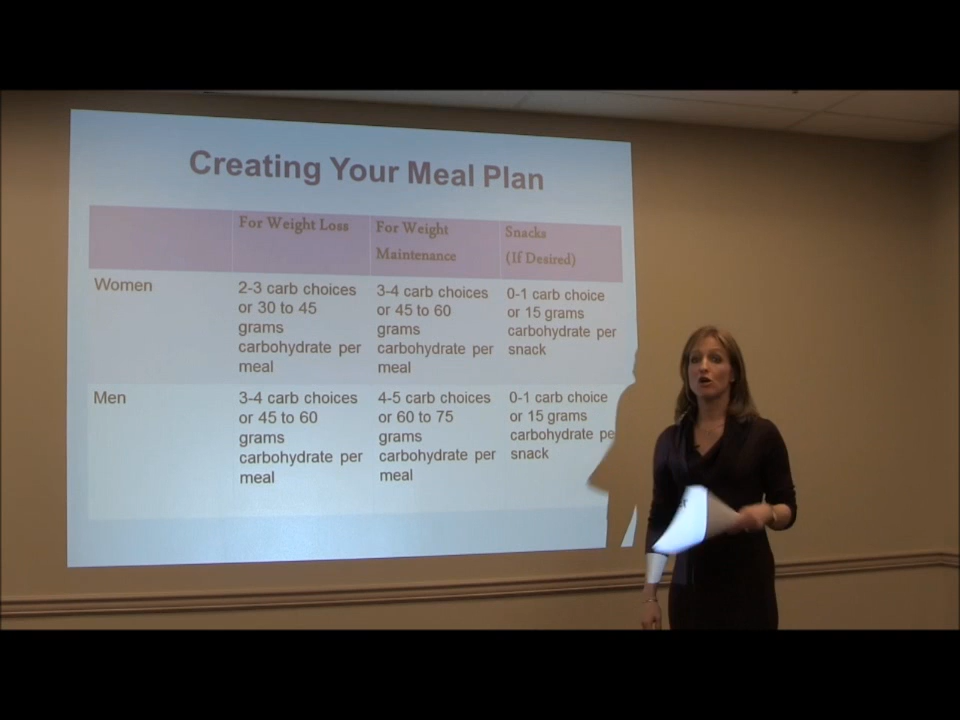 Creating Your Meal Plan
For Weight Loss
For Weight
Maintenance
Snacks
(If Desired)
Women
2-3 carb choices
or 30 to 45
grams
carbohydrate per
meal
3-4 carb choices
or 45 to 60
grams
carbohydrate per
meal
0-1 carb choice
or 15 grams
carbohydrate per
snack
Men
3-4 carb choices
or 45 to 60
grams
carbohydrate per
meal
4-5 carb choices
or 60 to 75
grams
carbohydrate per
meal
0-1 carb choice
or 15 grams
carbohydrate pe
snack